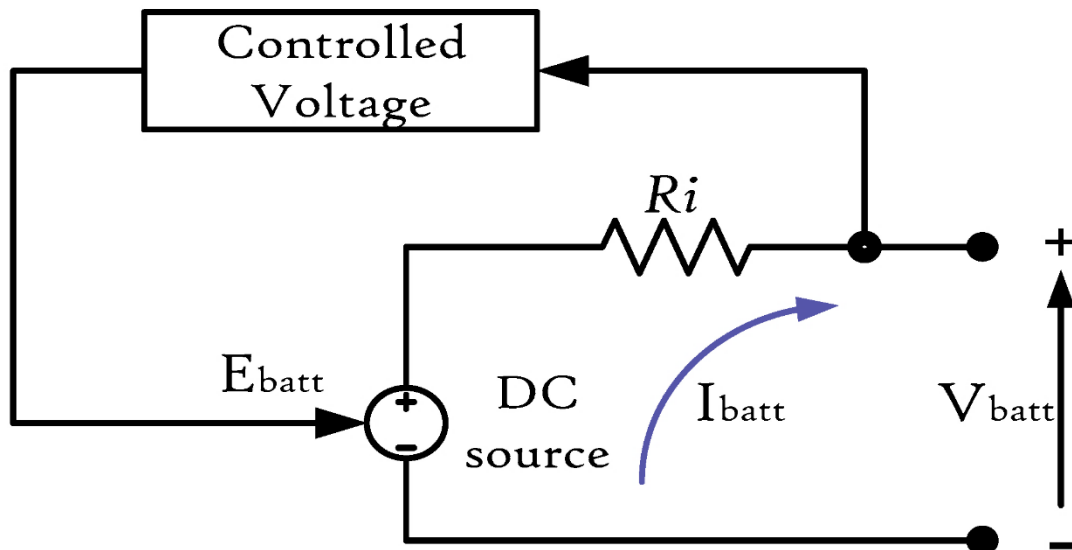 Controlled
Voltage
Ri
+
Ebatt
+
DC
Ibatt
Vbatt
−
source
−